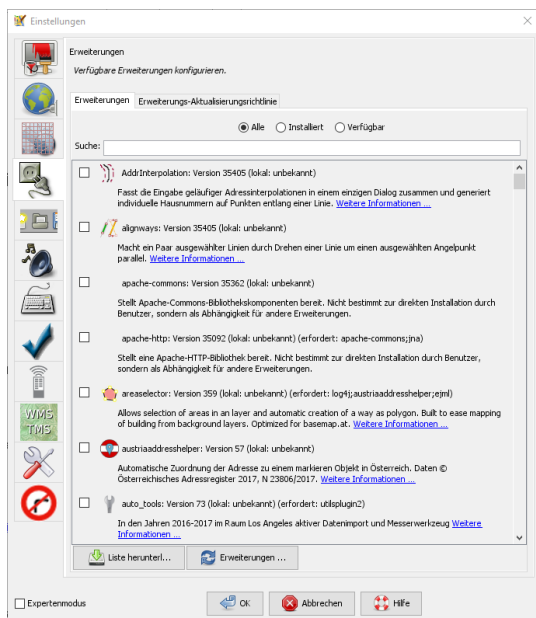 Einstellungen
Erweiterungen
Verfügbare Erweiterungen konfigurieren.
Erweiterungen Erweiterungs-Aktualisierungsrichtlinie
Alle Installiert Verfügbar
Suche:
AddrInterpolation: Version 35405 (lokal: unbekannt)
Fasst die Eingabe geläufiger Adressinterpolationen in einem einzigen Dialog zusammen und generiert
individuelle Hausnummern auf Punkten entlang einer Linie. Weitere Informationen ...
alignways: Version 35405 (lokal: unbekannt)
Macht ein Paar ausgewählter Linien durch Drehen einer Linie um einen ausgewählten Angelpunkt
parallel. Weitere Informationen ...
apache-commons: Version 35362 (lokal: unbekannt)
Stellt Apache-Commons-Bibliothekskomponenten bereit. Nicht bestimmt zur direkten Installation durch
Benutzer, sondern als Abhängigkeit für andere Erweiterungen.
apache-http: Version 35092 (lokal: unbekannt) (erfordert: apache-commons;jna)
Stellt eine Apache-HTTP-Bibliothek bereit. Nicht bestimmt zur direkten Installation durch Benutzer,
sondern als Abhängigkeit für andere Erweiterungen.
areaselector: Version 359 (lokal: unbekannt) (erfordert: log4j;austriaaddresshelper;ejml)
Allows selection of areas in an layer and automatic creation of a way as polygon. Built to ease mapping
of building from background layers. Optimized for basemap.at. Weitere Informationen ...
austriaaddresshelper: Version 57 (lokal: unbekannt)
Automatische Zuordnung der Adresse zu einem markieren Objekt in Österreich. Daten ©
Österreichisches Adressregister 2017, N 23806/2017. Weitere Informationen ...
auto_tools: Version 73 (lokal: unbekannt) (erfordert: utilsplugin2)
In den Jahren 2016-2017 im Raum Los Angeles aktiver Datenimport und Messerwerkzeug Weitere
Informationen ...
WMS
TMS
Liste herunterl... Erweiterungen ...
Expertenmodus OK Abbrechen Hilfe